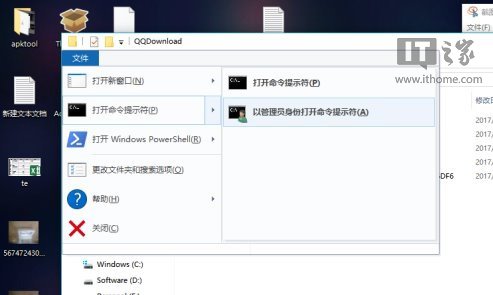 apktool
QQDownload
文件
打开新窗口(N)
打开命令提示符(P)
打开 Windows PowerShell(R)
更改文件夹和搜索选项(O)
帮助(H)
关闭(C)
打开命令提示符(P)
以管理员身份打开命令提示符(A)
新建文本文档
te
567472430...
Windows (C:)
Software (D:)
IT之家
www.ithome.com
文件(F)
修改日
2017/
2017/
2017/
2017/
2017/